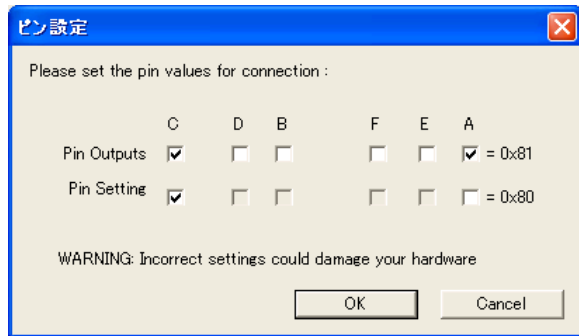 ピン設定
Please set the pin values for connection :
C D B F E A
Pin Outputs = 0x81
Pin Setting = 0x80
WARNING: Incorrect settings could damage your hardware
OK Cancel